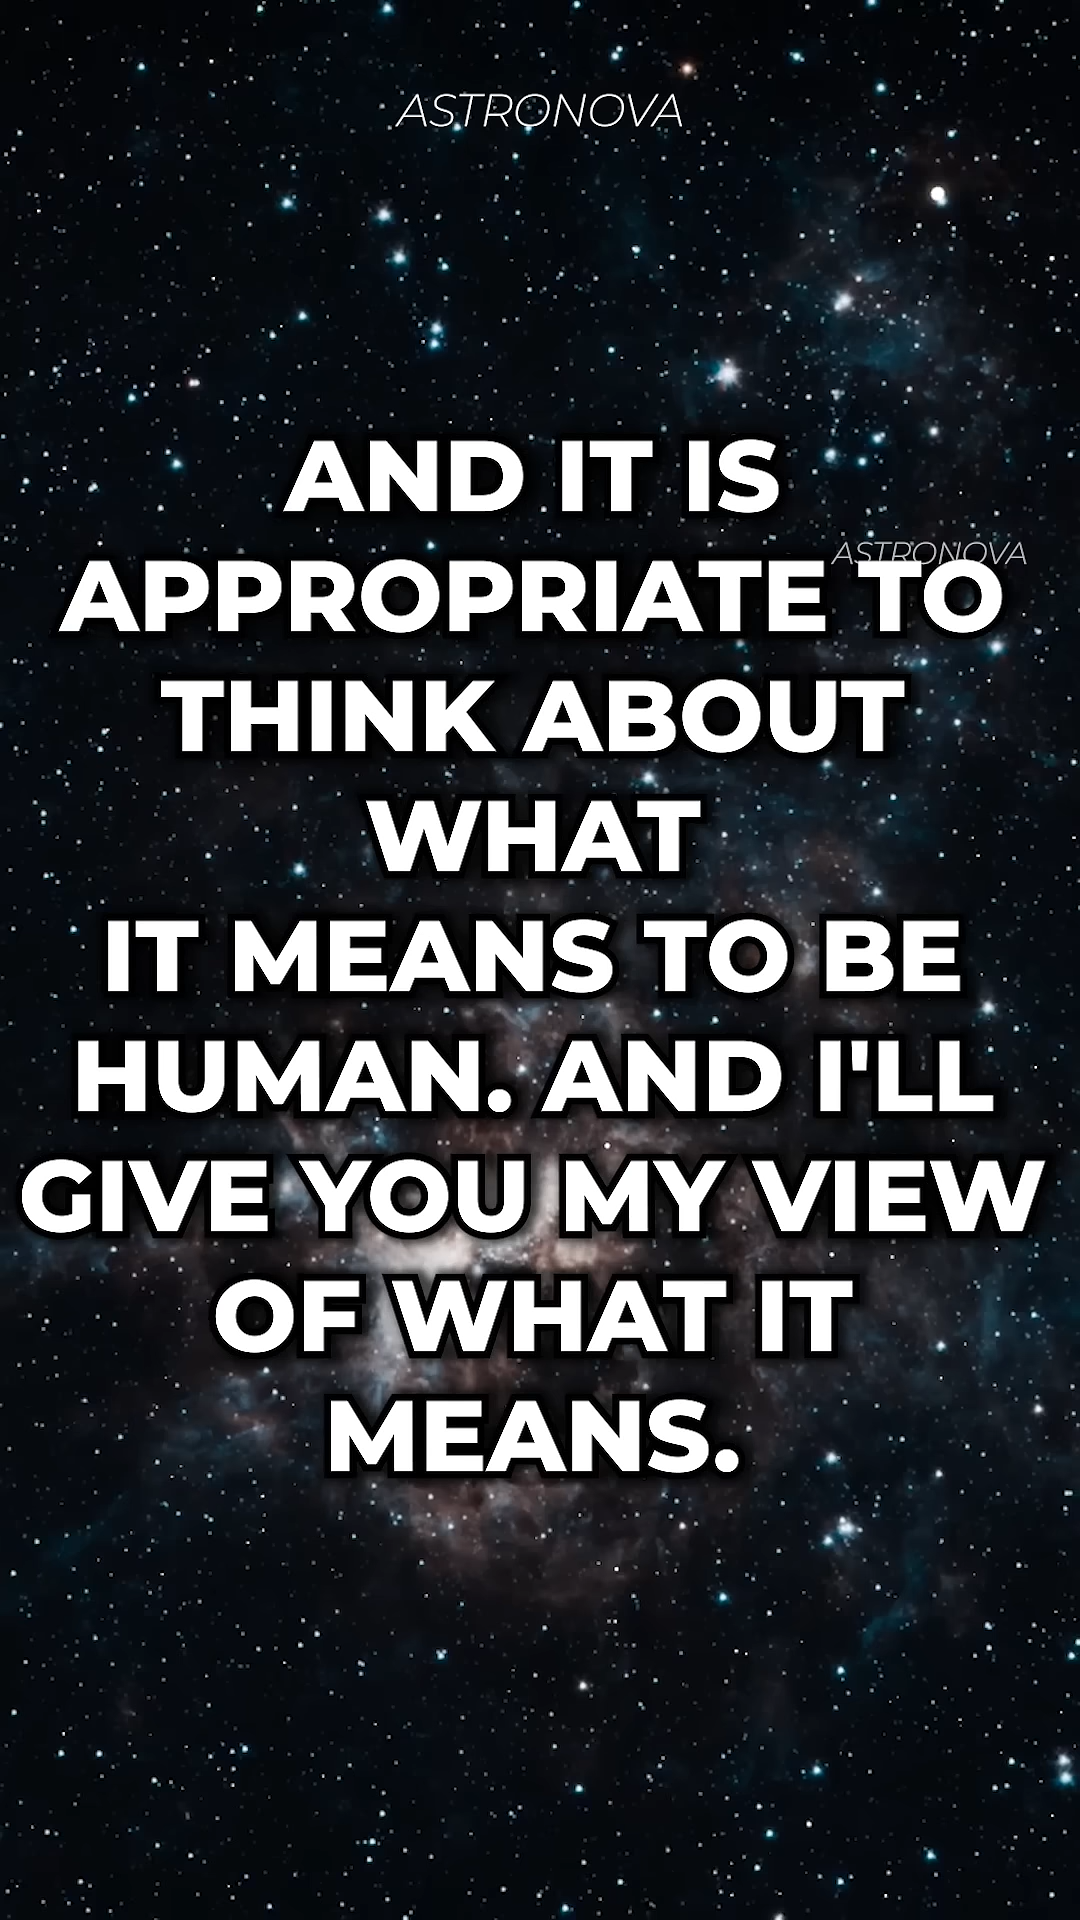 ASTRONOVA
AND IT IS
ASTRONOVA
APPROPRIATE TO
THINK ABOUT
WHAT
IT MEANS TO BE
HUMAN. AND I'LL
GIVE YOU MY VIEW
OF WHAT IT
MEANS.